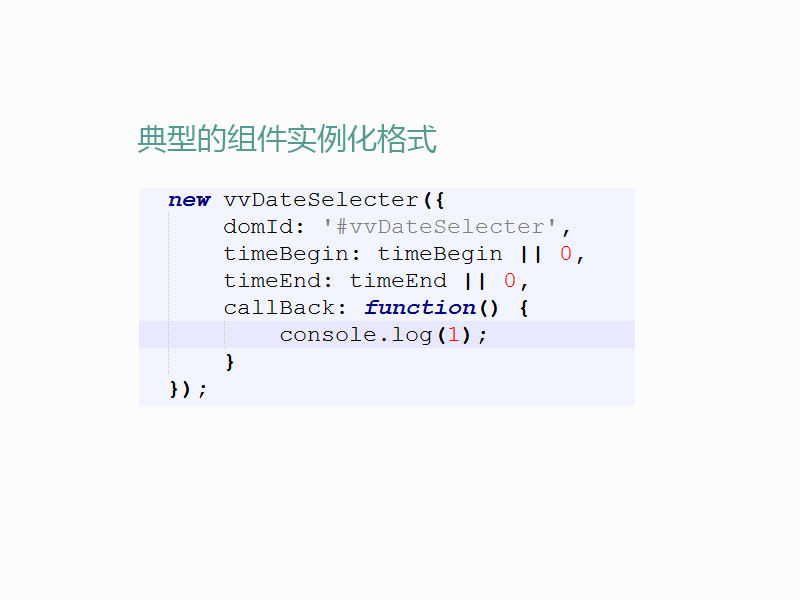 典型的组件实例化格式
new vvDateSelecter({
domId: '#vvDateSelecter',
timeBegin: timeBegin || 0,
timeEnd: timeEnd || 0,
callBack: function() {
console.log(1);
}
});